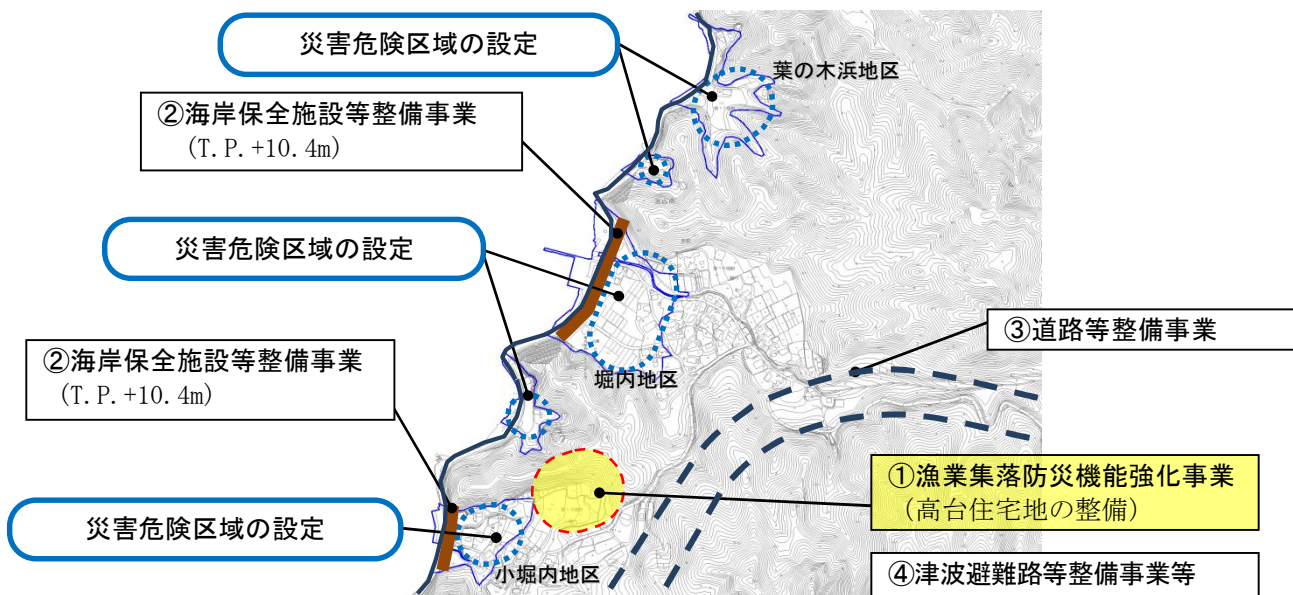 災害危険区域の設定
葉の木浜地区
②海岸保全施設等整備事業
(T.P.+10.4m)
災害危険区域の設定
③道路等整備事業
②海岸保全施設等整備事業
(T.P.+10.4m)
堀内地区
①漁業集落防災機能強化事業
(高台住宅地の整備)
災害危険区域の設定
小堀内地区
④津波避難路等整備事業等